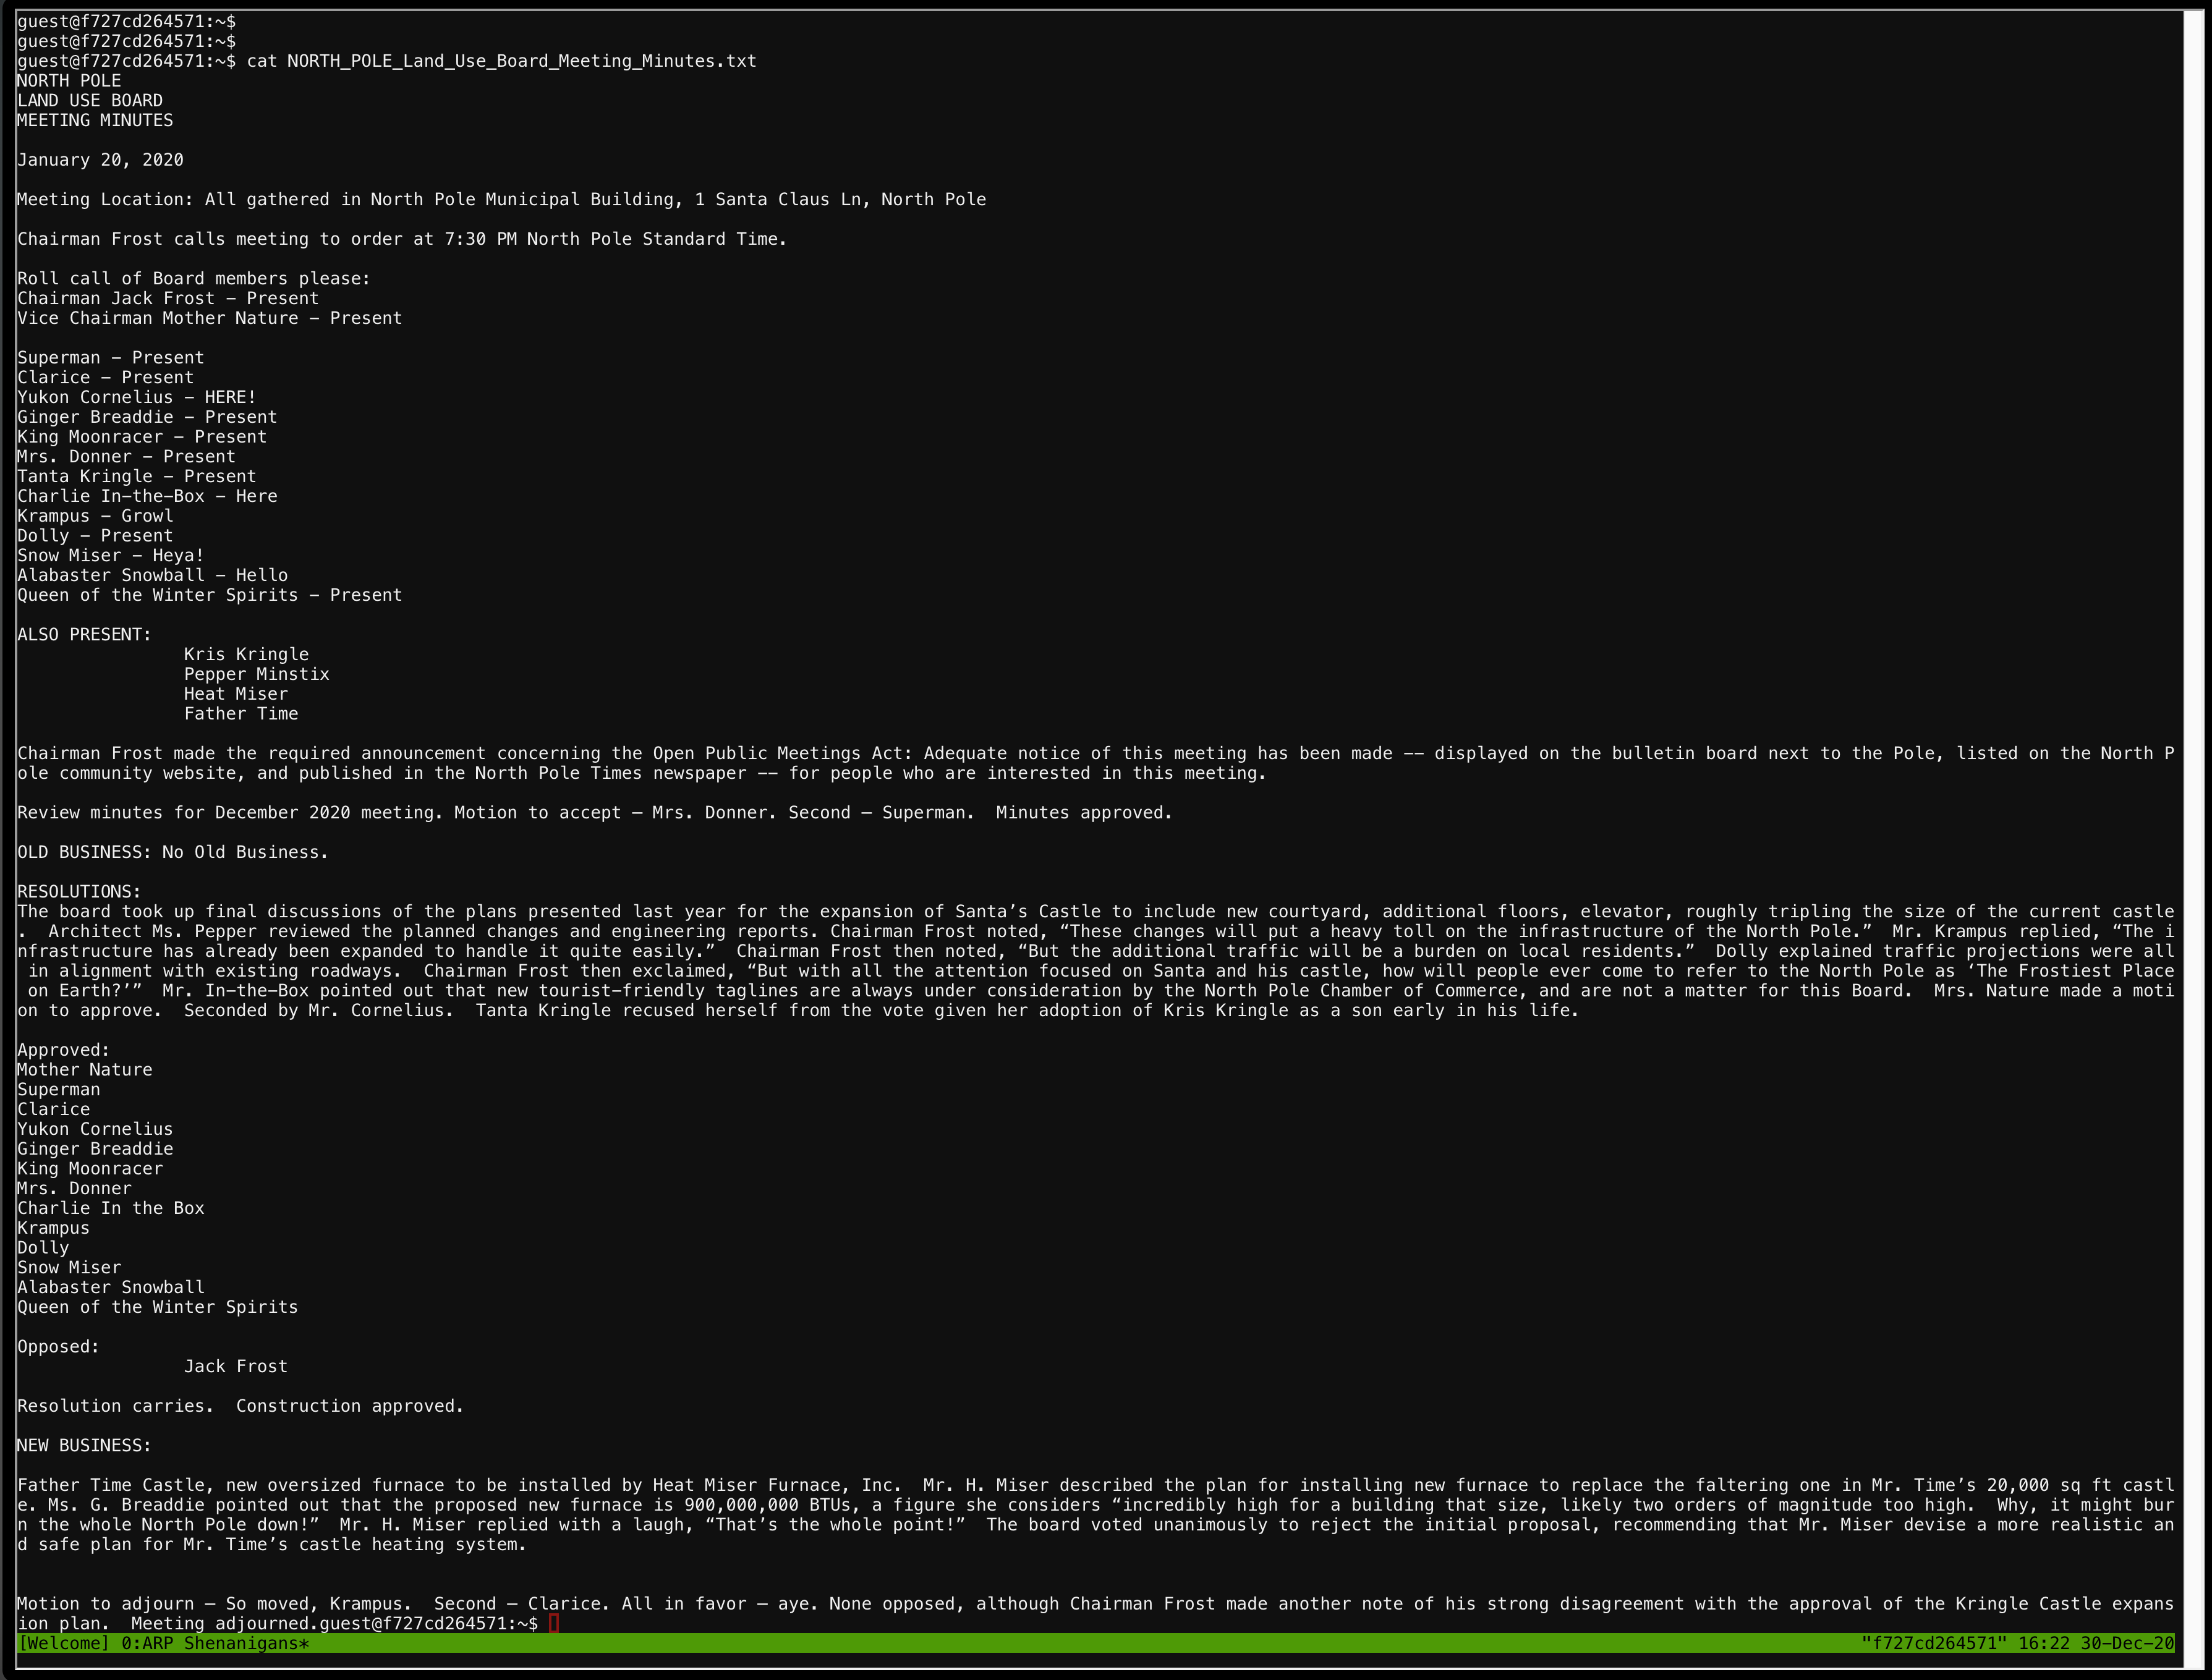 guest@f727cd264571:~$
guest@f727cd264571:~$
guest@f727cd264571:~$ cat NORTH_POLE_Land_Use_Board_Meeting_Minutes.txt
NORTH POLE
LAND USE BOARD
MEETING MINUTES

January 20, 2020

Meeting Location: All gathered in North Pole Municipal Building, 1 Santa Claus Ln, North Pole

Chairman Frost calls meeting to order at 7:30 PM North Pole Standard Time.

Roll call of Board members please:
Chairman Jack Frost – Present
Vice Chairman Mother Nature – Present

Superman – Present
Clarice – Present
Yukon Cornelius – HERE!
Ginger Breaddie – Present
King Moonracer – Present
Mrs. Donner – Present
Tanta Kringle – Present
Charlie In-the-Box – Here
Krampus – Growl
Dolly – Present
Snow Miser – Heya!
Alabaster Snowball – Hello
Queen of the Winter Spirits – Present

ALSO PRESENT:
                Kris Kringle
                Pepper Minstix
                Heat Miser
                Father Time

Chairman Frost made the required announcement concerning the Open Public Meetings Act: Adequate notice of this meeting has been made -- displayed on the bulletin board next to the Pole, listed on the North P
ole community website, and published in the North Pole Times newspaper -- for people who are interested in this meeting.

Review minutes for December 2020 meeting. Motion to accept – Mrs. Donner. Second – Superman.  Minutes approved.

OLD BUSINESS: No Old Business.

RESOLUTIONS:
The board took up final discussions of the plans presented last year for the expansion of Santa’s Castle to include new courtyard, additional floors, elevator, roughly tripling the size of the current castle
.  Architect Ms. Pepper reviewed the planned changes and engineering reports. Chairman Frost noted, “These changes will put a heavy toll on the infrastructure of the North Pole.”  Mr. Krampus replied, “The i
nfrastructure has already been expanded to handle it quite easily.”  Chairman Frost then noted, “But the additional traffic will be a burden on local residents.”  Dolly explained traffic projections were all
 in alignment with existing roadways.  Chairman Frost then exclaimed, “But with all the attention focused on Santa and his castle, how will people ever come to refer to the North Pole as ‘The Frostiest Place
 on Earth?’”  Mr. In-the-Box pointed out that new tourist-friendly taglines are always under consideration by the North Pole Chamber of Commerce, and are not a matter for this Board.  Mrs. Nature made a moti
on to approve.  Seconded by Mr. Cornelius.  Tanta Kringle recused herself from the vote given her adoption of Kris Kringle as a son early in his life.

Approved:
Mother Nature
Superman
Clarice
Yukon Cornelius
Ginger Breaddie
King Moonracer
Mrs. Donner
Charlie In the Box
Krampus
Dolly
Snow Miser
Alabaster Snowball
Queen of the Winter Spirits

Opposed:
                Jack Frost

Resolution carries.  Construction approved.

NEW BUSINESS:

Father Time Castle, new oversized furnace to be installed by Heat Miser Furnace, Inc.  Mr. H. Miser described the plan for installing new furnace to replace the faltering one in Mr. Time’s 20,000 sq ft castl
e. Ms. G. Breaddie pointed out that the proposed new furnace is 900,000,000 BTUs, a figure she considers “incredibly high for a building that size, likely two orders of magnitude too high.  Why, it might bur
n the whole North Pole down!”  Mr. H. Miser replied with a laugh, “That’s the whole point!”  The board voted unanimously to reject the initial proposal, recommending that Mr. Miser devise a more realistic an
d safe plan for Mr. Time’s castle heating system.

Motion to adjourn – So moved, Krampus.  Second – Clarice. All in favor – aye. None opposed, although Chairman Frost made another note of his strong disagreement with the approval of the Kringle Castle expans
ion plan.  Meeting adjourned.guest@f727cd264571:~$
[Welcome] 0:ARP Shenanigans* "f727cd264571" 16:22 30-Dec-20